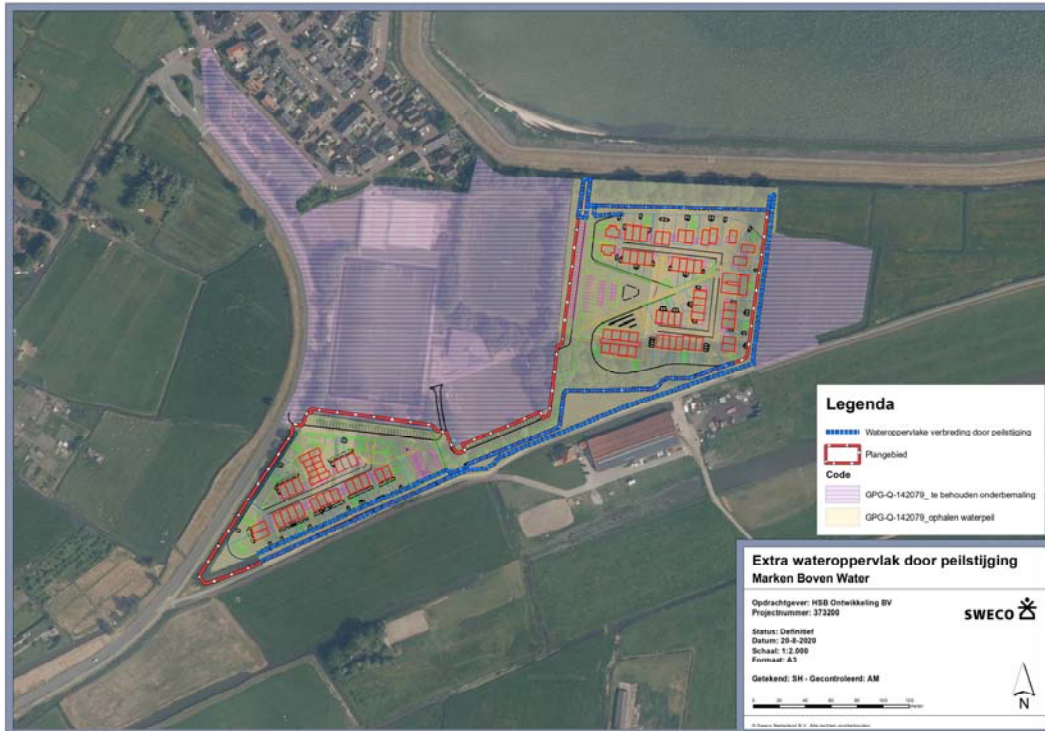 Legenda
Wateroppervlake verbreding door peilstijging
Plangebied
Code
GPG-Q-142079_ te behouden onderbemaling
GPG-Q-142079_ophalen waterpeil
Extra wateroppervlak door peilstijging
Marken Boven Water
Opdrachtgever: HSB Ontwikkeling BV
Projectnummer: 373200
SWECO
Status: Definitief
Datum: 20-8-2020
Schaal: 1:2.000
Formaat: A3
Getekend: SH - Gecontroleerd: AM
N